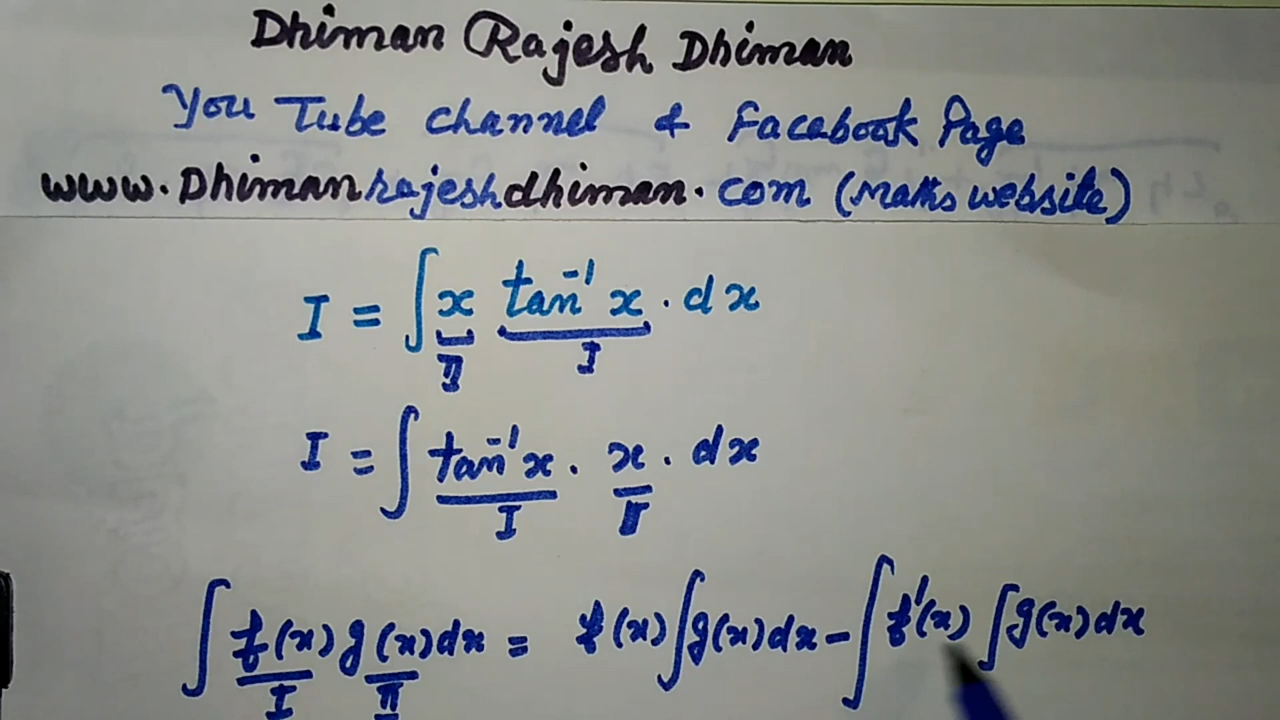 Dhiman Rajesh Dhiman
You Tube channel & Facebook Page
www.Dhimanrajeshdhiman.com (Maths website)
I = ∫ x tan⁻¹ x . dx
II I
I = ∫ tan⁻¹x . x . dx
I II
∫ f(x) g(x) dx = f(x) ∫ g(x) dx - ∫ f'(x) ∫ g(x) dx
I II